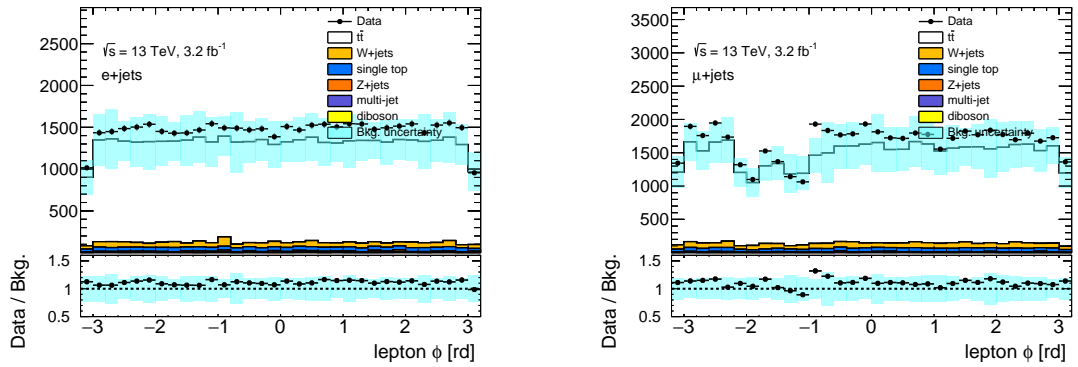 2500
2000
1500
1000
500
√s = 13 TeV, 3.2 fb⁻¹
e+jets
Data
tt̄
W+jets
single top
Z+jets
multi-jet
diboson
Bkg. uncertainty
Data / Bkg.
1.5
1
0.5
−3 −2 −1 0 1 2 3
lepton ϕ [rd]
3500
3000
2500
2000
1500
1000
500
√s = 13 TeV, 3.2 fb⁻¹
μ+jets
Data
tt̄
W+jets
single top
Z+jets
multi-jet
diboson
Bkg. uncertainty
Data / Bkg.
1.5
1
0.5
−3 −2 −1 0 1 2 3
lepton ϕ [rd]